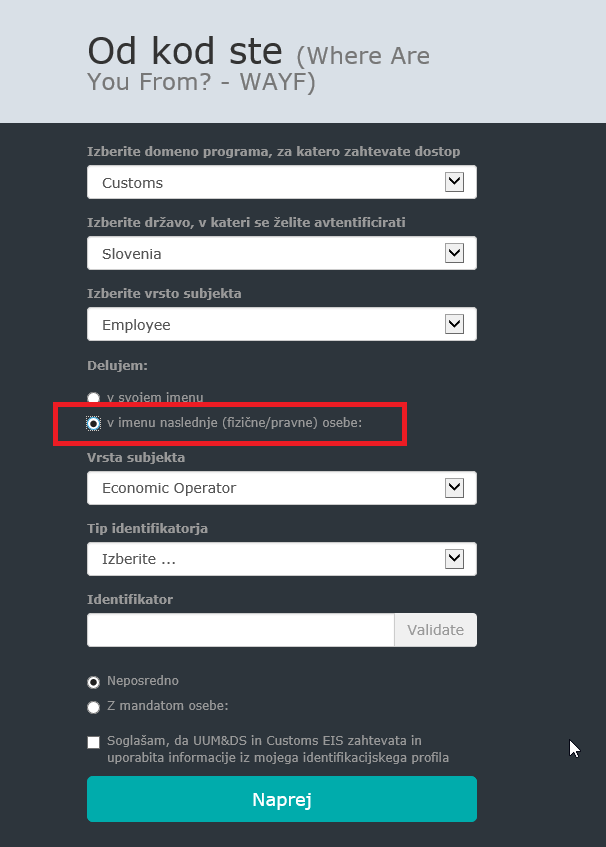 Od kod ste (Where Are
You From? - WAYF)
Izberite domeno programa, za katero zahtevate dostop
Customs
Izberite državo, v kateri se želite avtentificirati
Slovenia
Izberite vrsto subjekta
Employee
Delujem:
v svojem imenu
v imenu naslednje (fizične/pravne) osebe:
Vrsta subjekta
Economic Operator
Tip identifikatorja
Izberite ...
Identifikator
Validate
Neposredno
Z mandatom osebe:
Soglašam, da UUM&DS in Customs EIS zahtevata in
uporabita informacije iz mojega identifikacijskega profila
Naprej